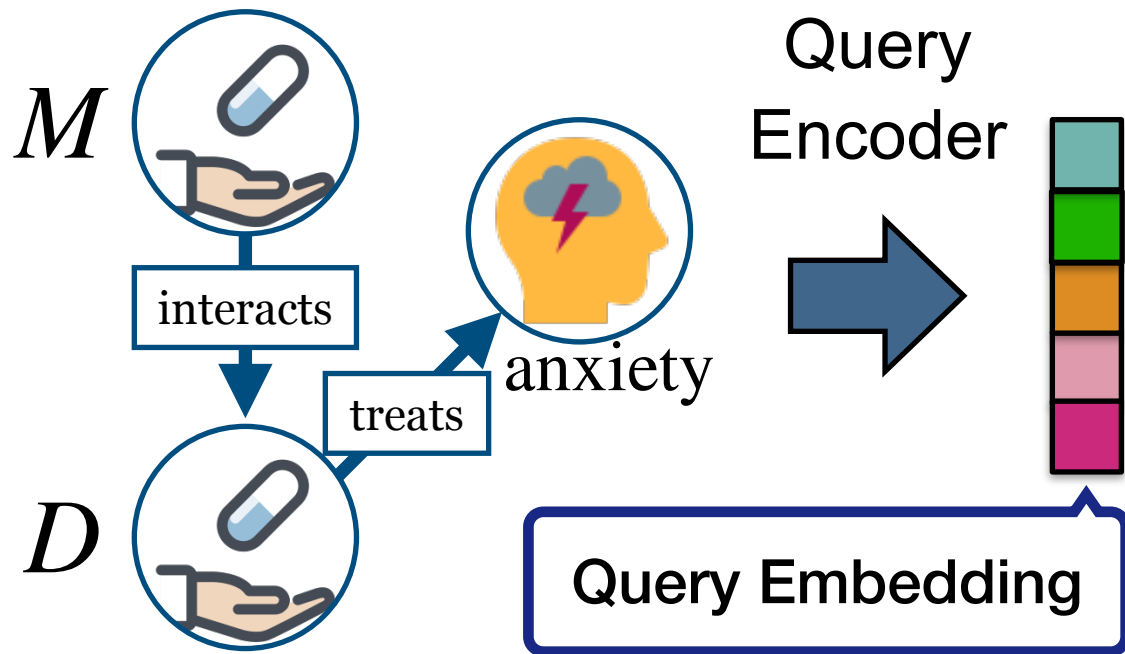 M
interacts
D
treats
anxiety
Query
Encoder
Query Embedding